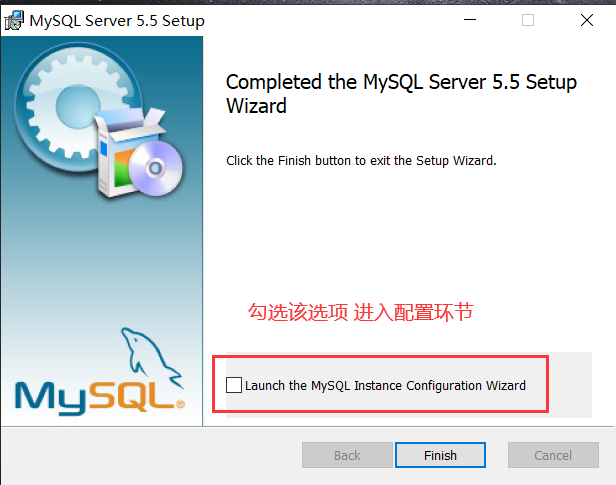 MySQL Server 5.5 Setup
Completed the MySQL Server 5.5 Setup
Wizard
Click the Finish button to exit the Setup Wizard.
勾选该选项 进入配置环节
Launch the MySQL Instance Configuration Wizard
MySQL®
Back
Finish
Cancel